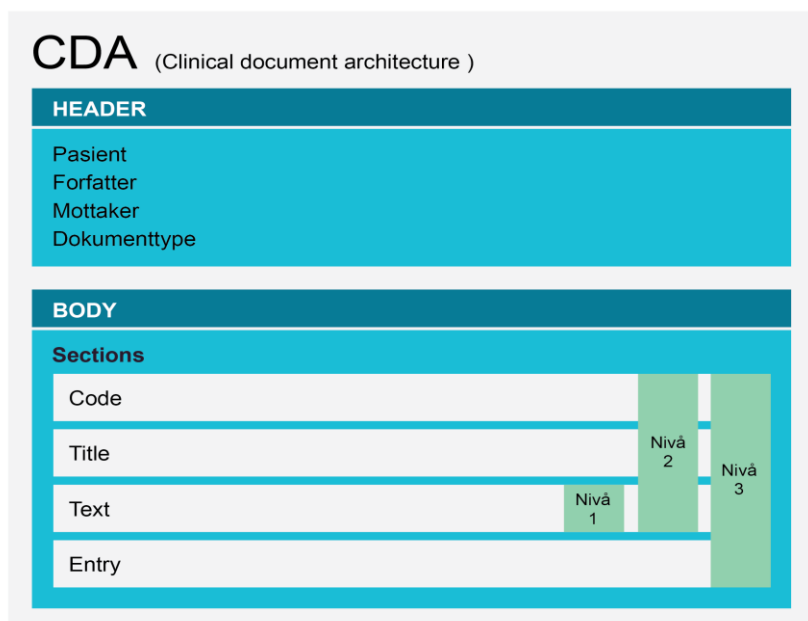 CDA (Clinical document architecture )
HEADER
Pasient
Forfatter
Mottaker
Dokumenttype
BODY
Sections
Code
Title
Text
Entry
Nivå
1
Nivå
2
Nivå
3